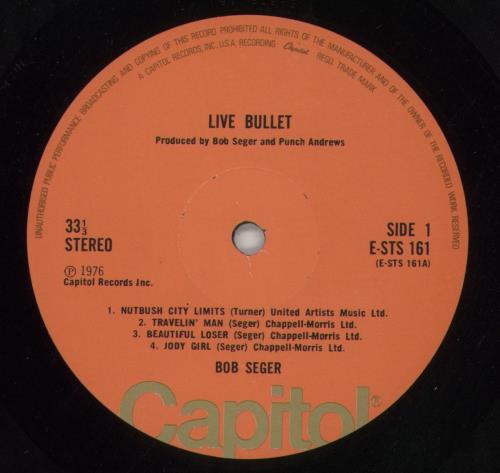 UNAUTHORISED PUBLIC PERFORMANCE BROADCASTING AND COPYING OF THIS RECORD PROHIBITED ALL RIGHTS OF THE MANUFACTURER AND OF THE OWNER OF THE RECORDED WORK RESERVED
A CAPITOL RECORDS, INC., U.S.A. RECORDING Capitol REGD. TRADE MARK
LIVE BULLET
Produced by Bob Seger and Punch Andrews
33⅓
STEREO
SIDE 1
E-STS 161
(E-STS 161A)
Ⓟ 1976
Capitol Records Inc.
1. NUTBUSH CITY LIMITS (Turner) United Artists Music Ltd.
2. TRAVELIN' MAN (Seger) Chappell-Morris Ltd.
3. BEAUTIFUL LOSER (Seger) Chappell-Morris Ltd.
4. JODY GIRL (Seger) Chappell-Morris Ltd.
BOB SEGER
Capitol®